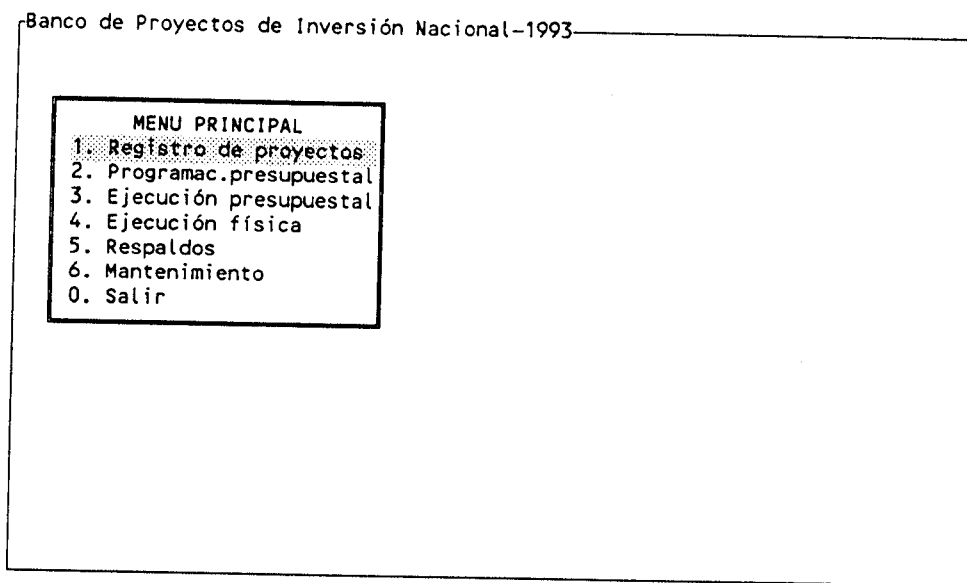 Banco de Proyectos de Inversión Nacional-1993
MENU PRINCIPAL
1. Registro de proyectos
2. Programac.presupuestal
3. Ejecución presupuestal
4. Ejecución física
5. Respaldos
6. Mantenimiento
0. Salir